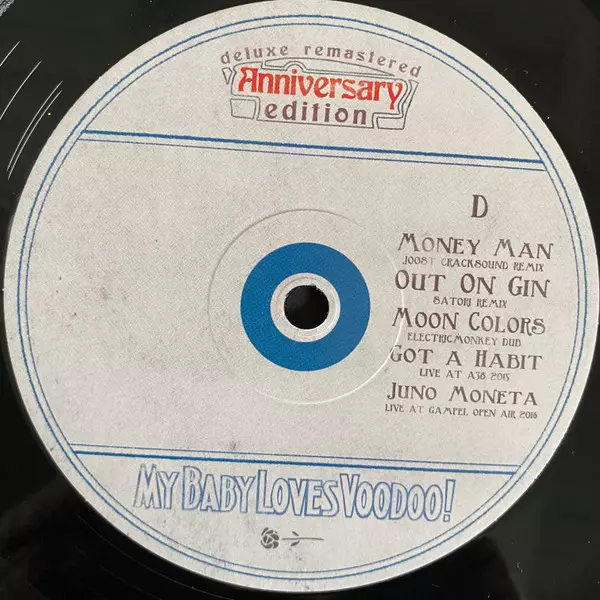 deluxe remastered
Anniversary
edition
D
MONEY MAN
JOOST CRACKSOUND REMIX
OUT ON GIN
SATORI REMIX
MOON COLORS
ELECTRICMONKEY DUB
GOT A HABIT
LIVE AT A38 2015
JUNO MONETA
LIVE AT GAMPEL OPEN AIR 2016
MY BABY LOVES VOODOO!